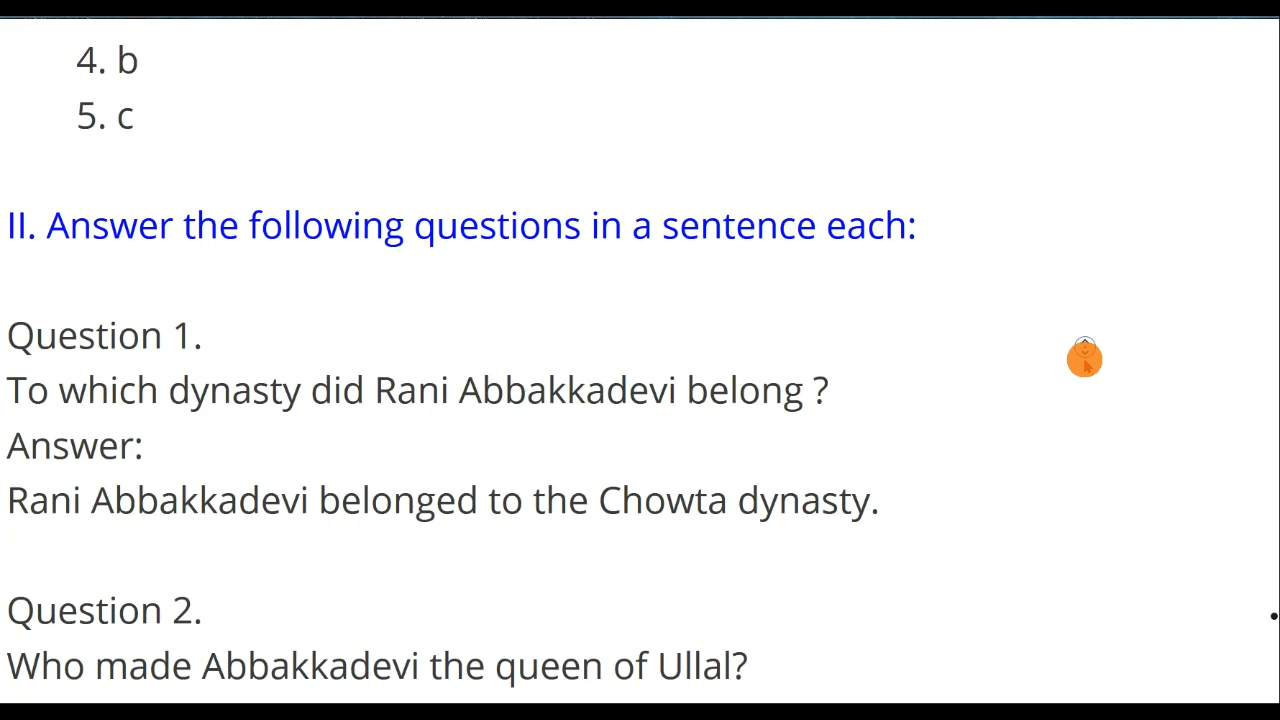 4. b
5. c
II. Answer the following questions in a sentence each:
Question 1.
To which dynasty did Rani Abbakkadevi belong ?
Answer:
Rani Abbakkadevi belonged to the Chowta dynasty.
Question 2.
Who made Abbakkadevi the queen of Ullal?